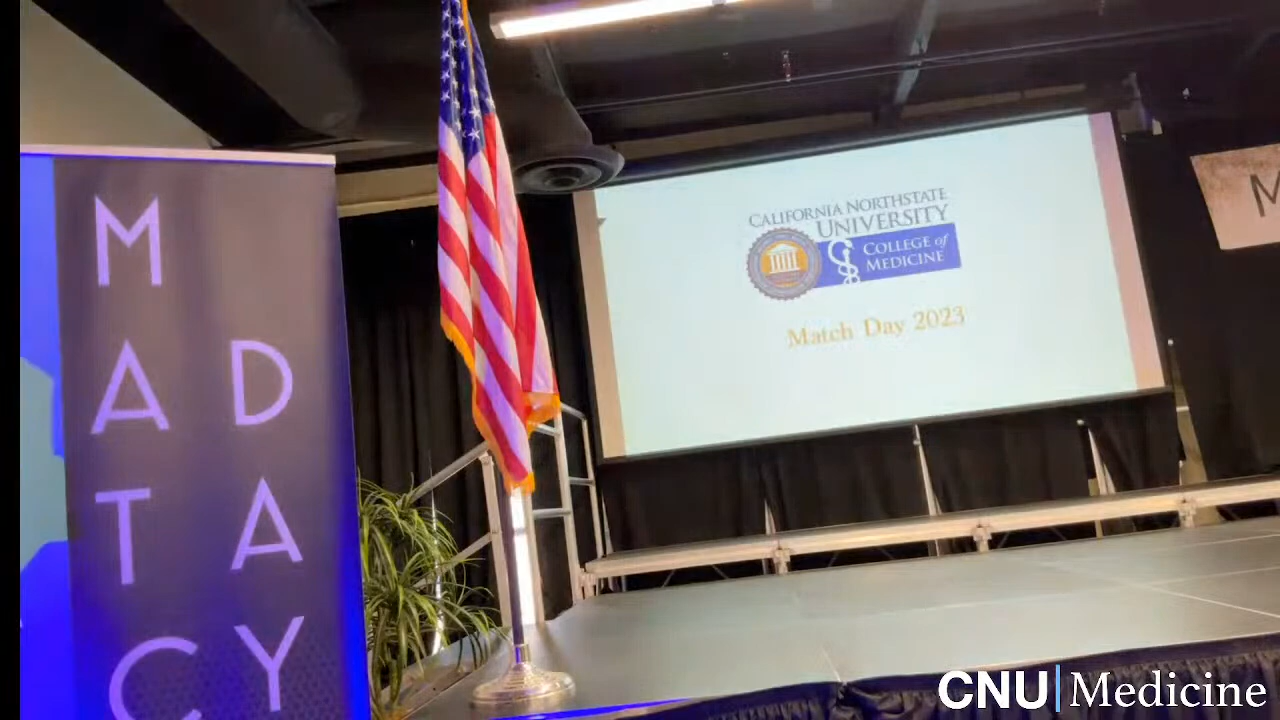 M
A
T
C
D
A
Y
CALIFORNIA NORTHSTATE
UNIVERSITY
COLLEGE of
MEDICINE
Match Day 2023
M
CNU | Medicine